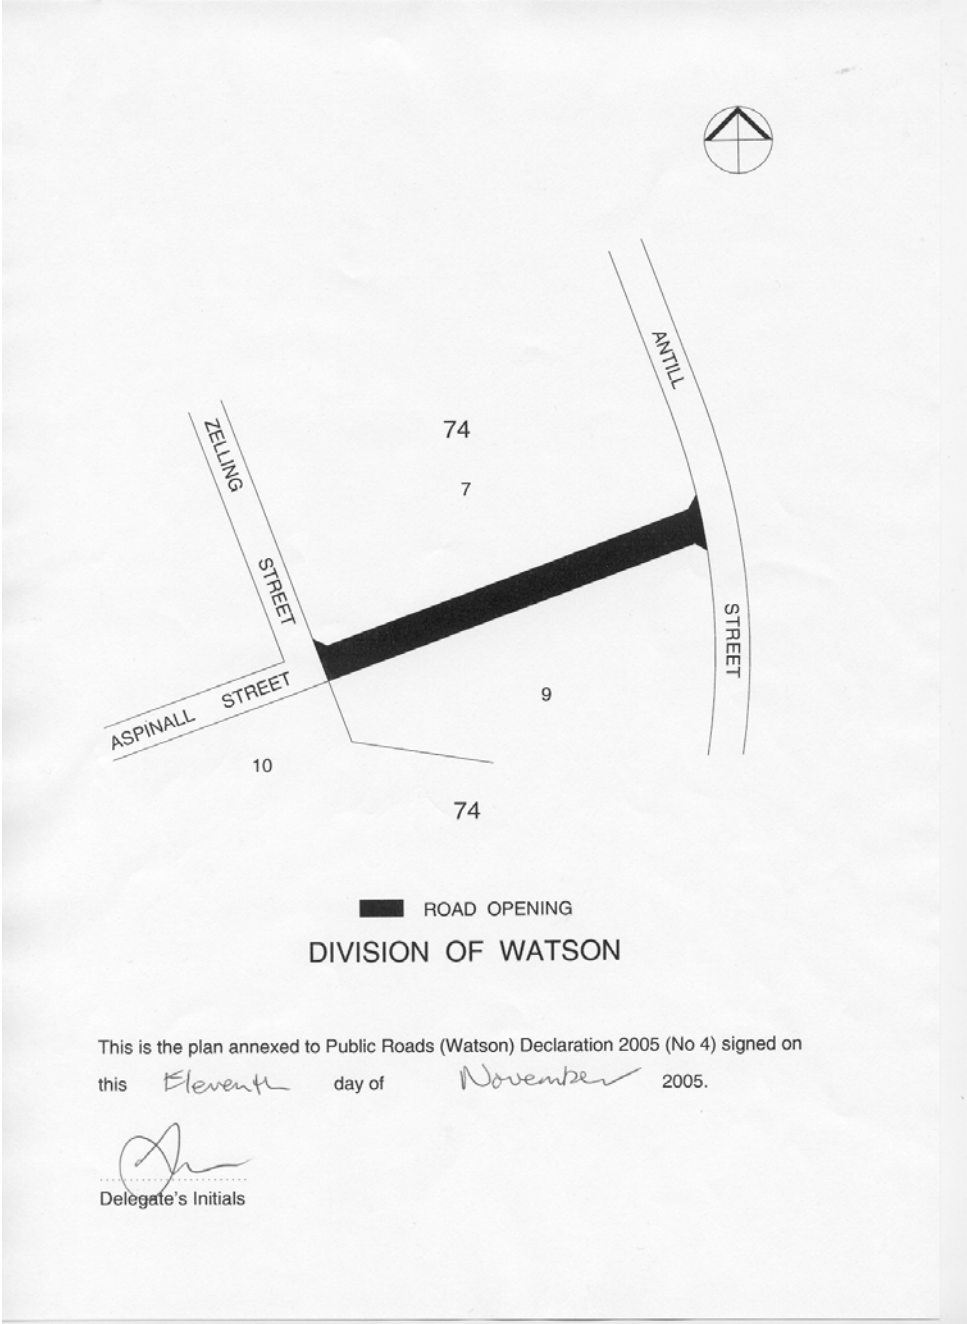 ANTILL
74
ZELLING
7
STREET
STREET
STREET
9
ASPINALL
10
74
ROAD OPENING
DIVISION OF WATSON
This is the plan annexed to Public Roads (Watson) Declaration 2005 (No 4) signed on
this Eleventh day of November 2005.
Delegate's Initials